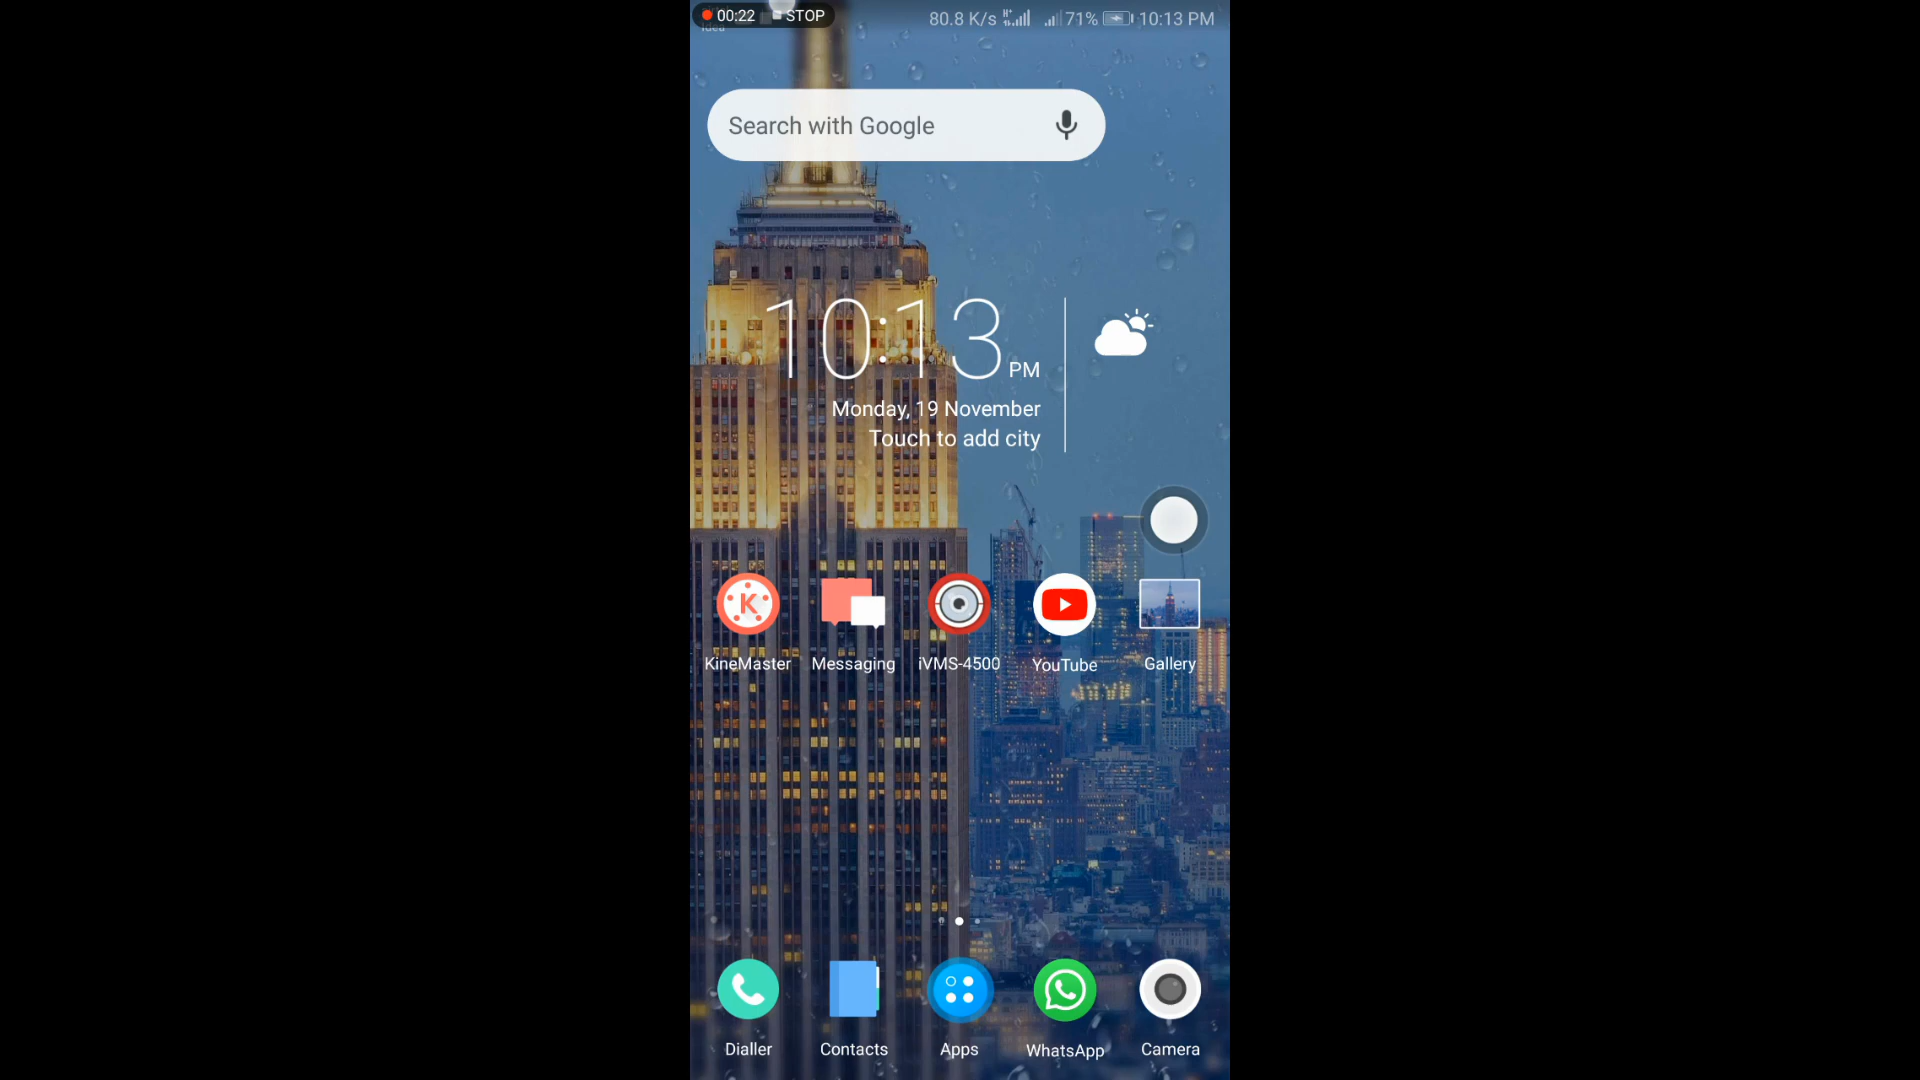 00:22 STOP 80.8 K/s 71% 10:13 PM
Idea
Search with Google
10:13 PM
Monday, 19 November
Touch to add city
KineMaster Messaging iVMS-4500 YouTube Gallery
Dialler Contacts Apps WhatsApp Camera